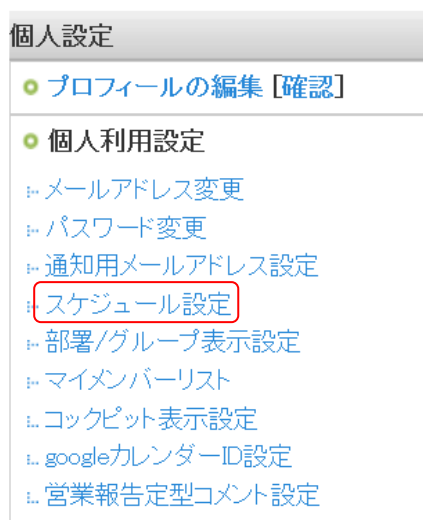 個人設定
プロフィールの編集 [確認]
個人利用設定
メールアドレス変更
パスワード変更
通知用メールアドレス設定
スケジュール設定
部署/グループ表示設定
マイメンバーリスト
コックピット表示設定
googleカレンダーID設定
営業報告定型コメント設定